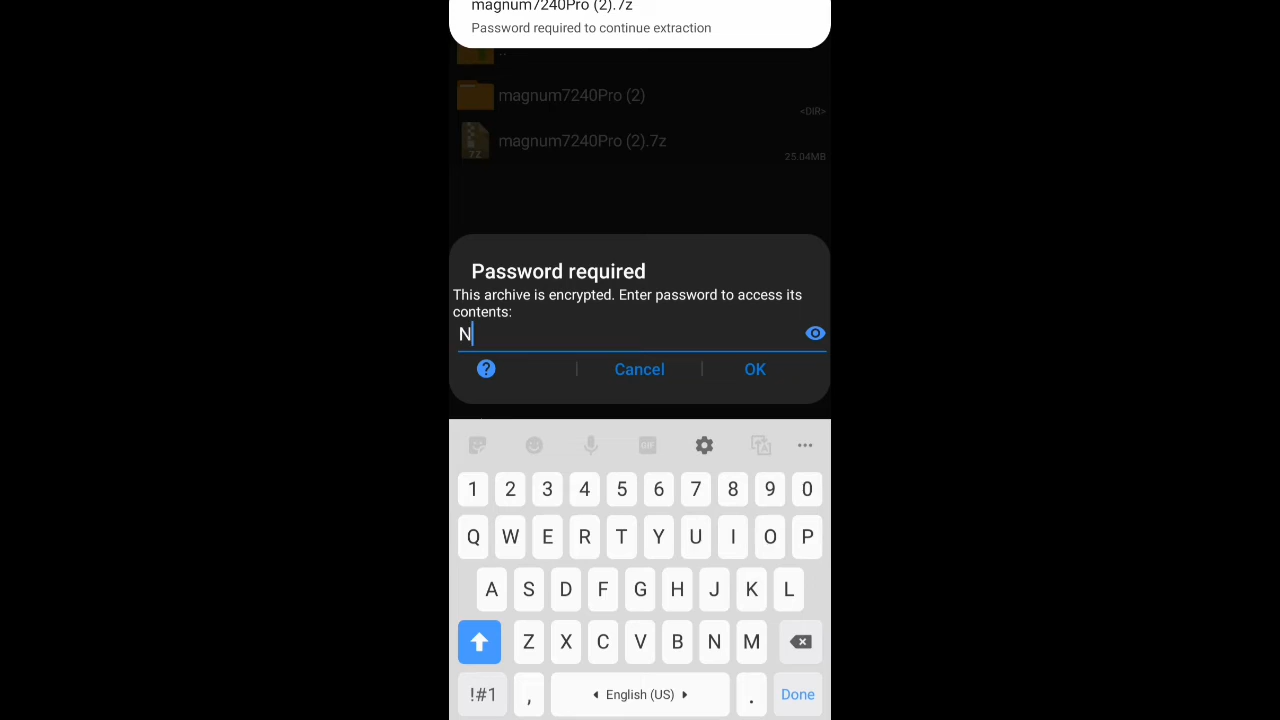 magnum7240Pro (2).7z
Password required to continue extraction
..
magnum7240Pro (2)
<DIR>
magnum7240Pro (2).7z
7Z
25.04MB
Password required
This archive is encrypted. Enter password to access its
contents:
N
? | Cancel | OK
GIF A ...
1 2 3 4 5 6 7 8 9 0
Q W E R T Y U I O P
A S D F G H J K L
Z X C V B N M
!#1 , English (US) . Done